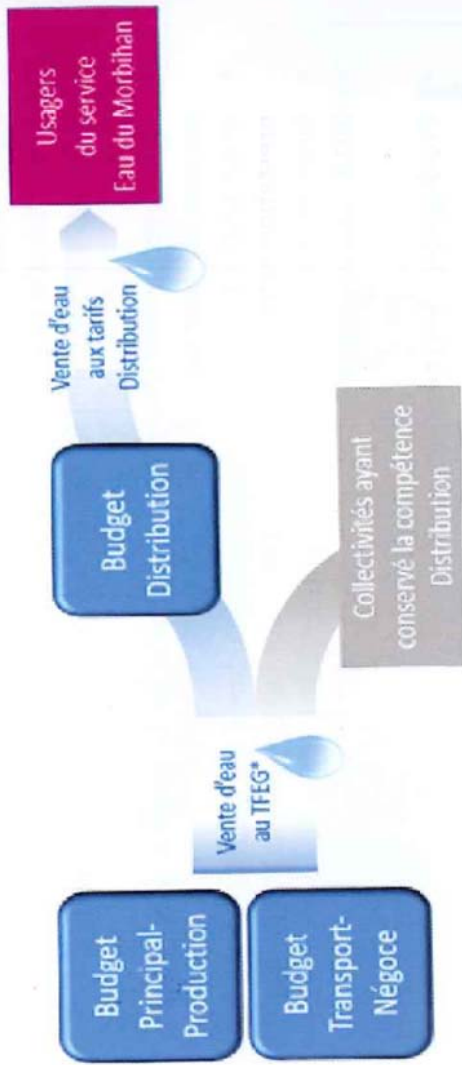 Budget
Principal-
Production
Budget
Transport-
Négoce
Vente d'eau
au TFEG*
Budget
Distribution
Collectivités ayant
conservé la compétence
Distribution
Vente d'eau
aux tarifs
Distribution
Usagers
du service
Eau du Morbihan